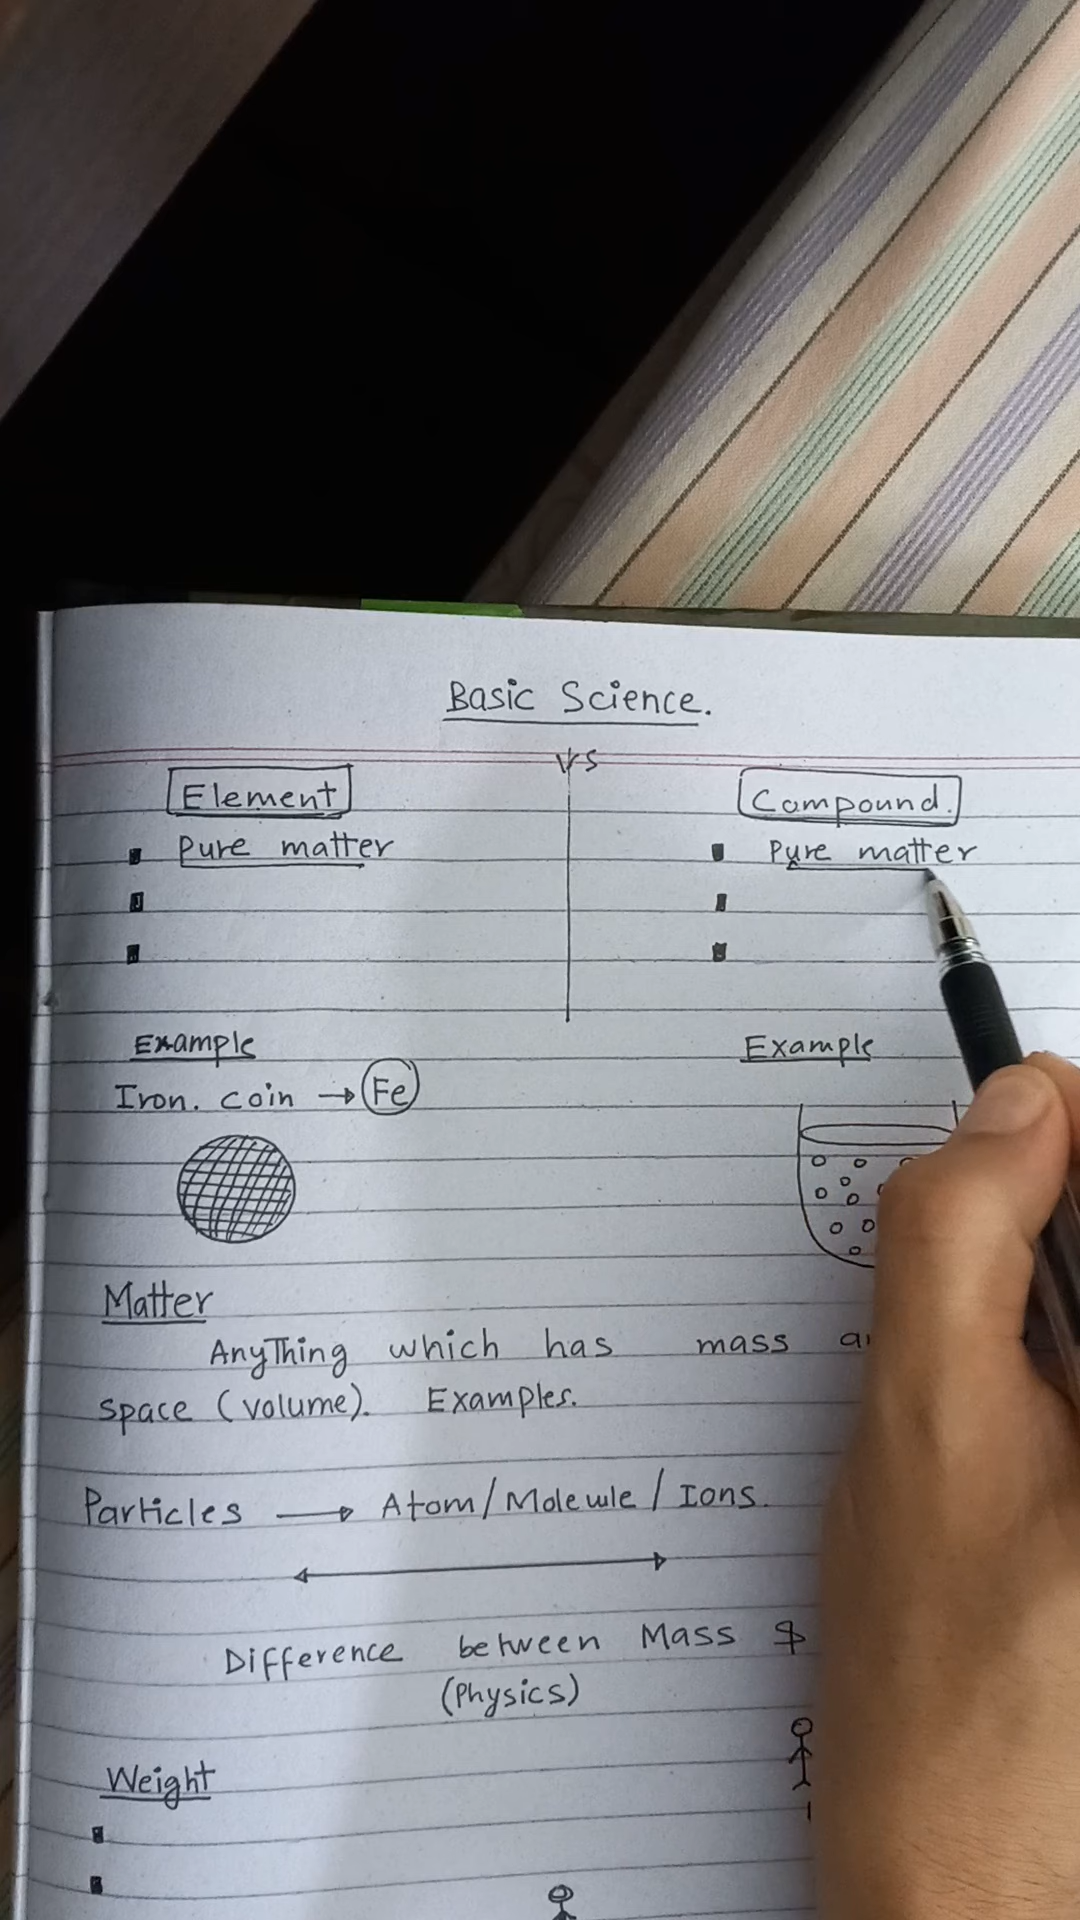 Basic Science.
VS
Element
Pure matter
Compound.
Pure matter
Example
Iron. coin → Fe
Example
Matter
AnyThing which has mass
space (volume). Examples.
Particles → Atom/Molecule/Ions.
Difference between Mass $
(Physics)
Weight